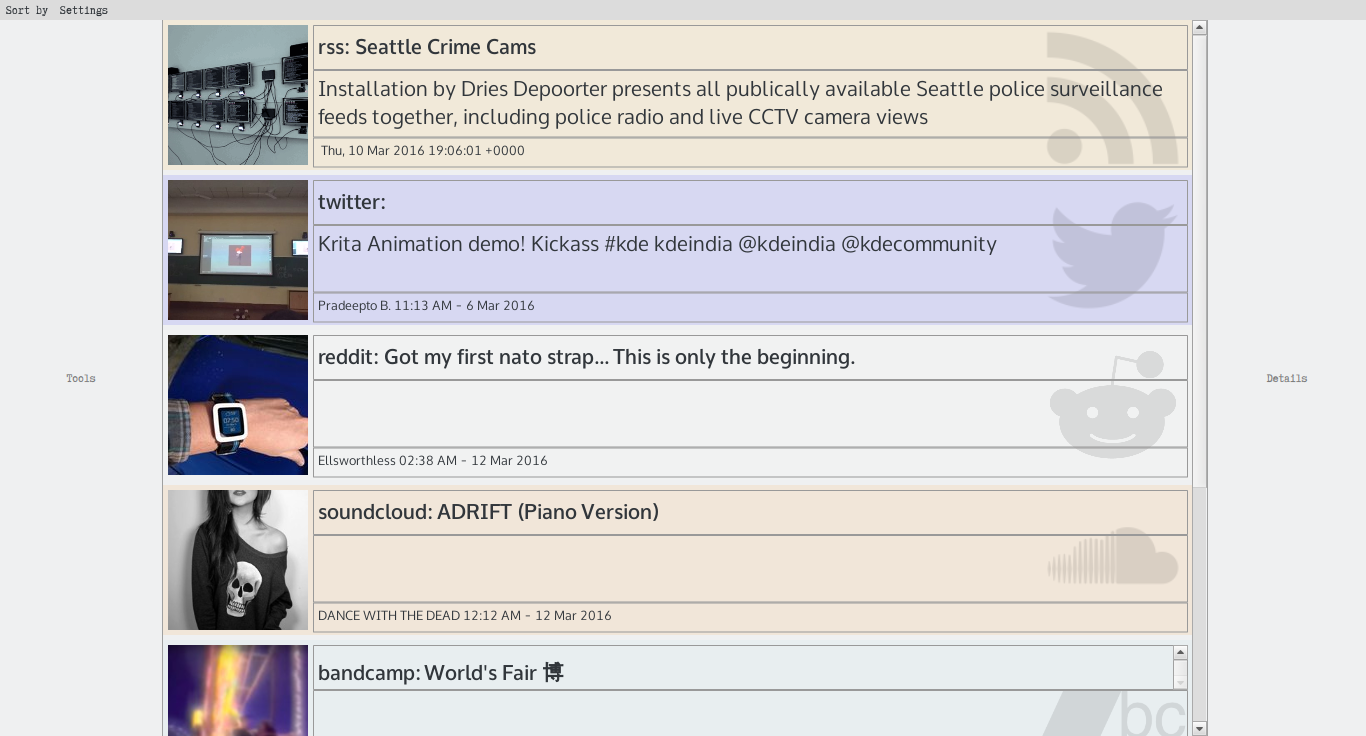 Sort by Settings
rss: Seattle Crime Cams
Installation by Dries Depoorter presents all publically available Seattle police surveillance
feeds together, including police radio and live CCTV camera views
Thu, 10 Mar 2016 19:06:01 +0000
twitter:
Krita Animation demo! Kickass #kde kdeindia @kdeindia @kdecommunity
Pradeepto B. 11:13 AM - 6 Mar 2016
reddit: Got my first nato strap... This is only the beginning.
Tools
Details
Ellsworthless 02:38 AM - 12 Mar 2016
soundcloud: ADRIFT (Piano Version)
DANCE WITH THE DEAD 12:12 AM - 12 Mar 2016
bandcamp: World's Fair 博
bc